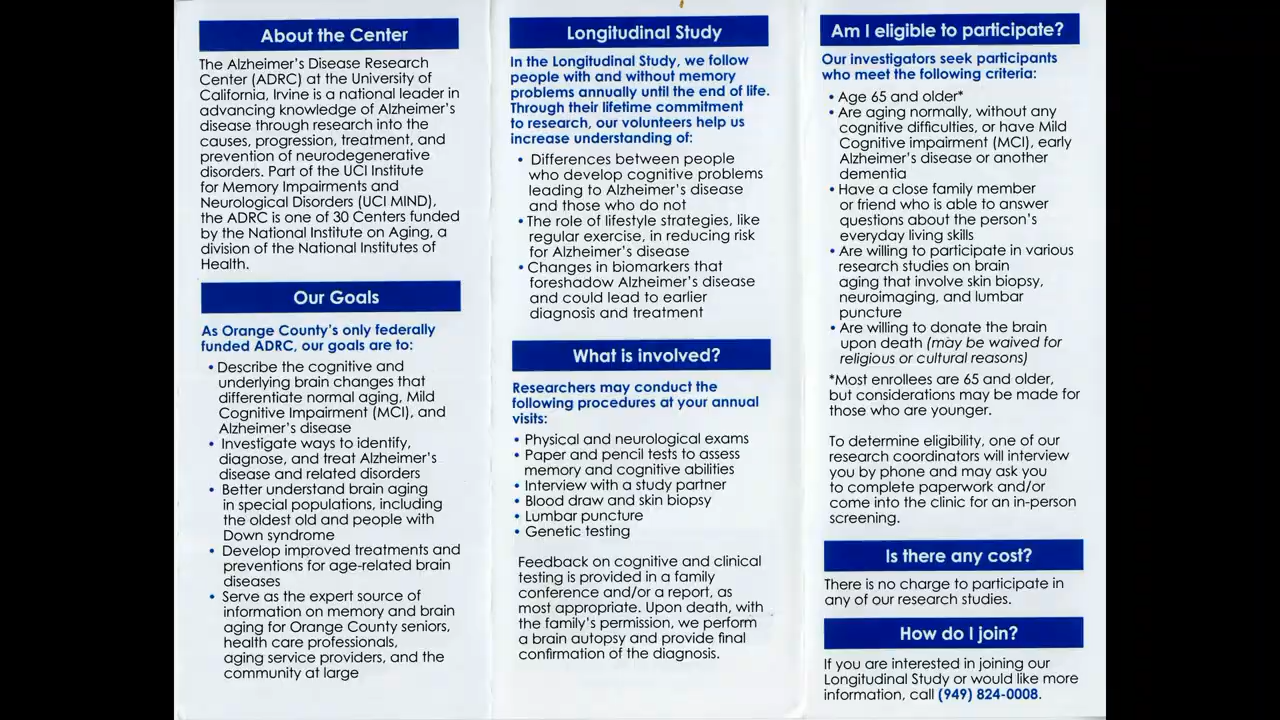 About the Center
The Alzheimer's Disease Research
Center (ADRC) at the University of
California, Irvine is a national leader in
advancing knowledge of Alzheimer's
disease through research into the
causes, progression, treatment, and
prevention of neurodegenerative
disorders. Part of the UCI Institute
for Memory Impairments and
Neurological Disorders (UCI MIND),
the ADRC is one of 30 Centers funded
by the National Institute on Aging, a
division of the National Institutes of
Health.
Our Goals
As Orange County's only federally
funded ADRC, our goals are to:
• Describe the cognitive and
underlying brain changes that
differentiate normal aging, Mild
Cognitive Impairment (MCI), and
Alzheimer's disease
• Investigate ways to identify,
diagnose, and treat Alzheimer's
disease and related disorders
• Better understand brain aging
in special populations, including
the oldest old and people with
Down syndrome
• Develop improved treatments and
preventions for age-related brain
diseases
• Serve as the expert source of
information on memory and brain
aging for Orange County seniors,
health care professionals,
aging service providers, and the
community at large
Longitudinal Study
In the Longitudinal Study, we follow
people with and without memory
problems annually until the end of life.
Through their lifetime commitment
to research, our volunteers help us
increase understanding of:
• Differences between people
who develop cognitive problems
leading to Alzheimer's disease
and those who do not
• The role of lifestyle strategies, like
regular exercise, in reducing risk
for Alzheimer's disease
• Changes in biomarkers that
foreshadow Alzheimer's disease
and could lead to earlier
diagnosis and treatment
What is involved?
Researchers may conduct the
following procedures at your annual
visits:
• Physical and neurological exams
• Paper and pencil tests to assess
memory and cognitive abilities
• Interview with a study partner
• Blood draw and skin biopsy
• Lumbar puncture
• Genetic testing
Feedback on cognitive and clinical
testing is provided in a family
conference and/or a report, as
most appropriate. Upon death, with
the family's permission, we perform
a brain autopsy and provide final
confirmation of the diagnosis.
Am I eligible to participate?
Our investigators seek participants
who meet the following criteria:
• Age 65 and older*
• Are aging normally, without any
cognitive difficulties, or have Mild
Cognitive impairment (MCI), early
Alzheimer's disease or another
dementia
• Have a close family member
or friend who is able to answer
questions about the person's
everyday living skills
• Are willing to participate in various
research studies on brain
aging that involve skin biopsy,
neuroimaging, and lumbar
puncture
• Are willing to donate the brain
upon death (may be waived for
religious or cultural reasons)
*Most enrollees are 65 and older,
but considerations may be made for
those who are younger.
To determine eligibility, one of our
research coordinators will interview
you by phone and may ask you
to complete paperwork and/or
come into the clinic for an in-person
screening.
Is there any cost?
There is no charge to participate in
any of our research studies.
How do I join?
If you are interested in joining our
Longitudinal Study or would like more
information, call (949) 824-0008.